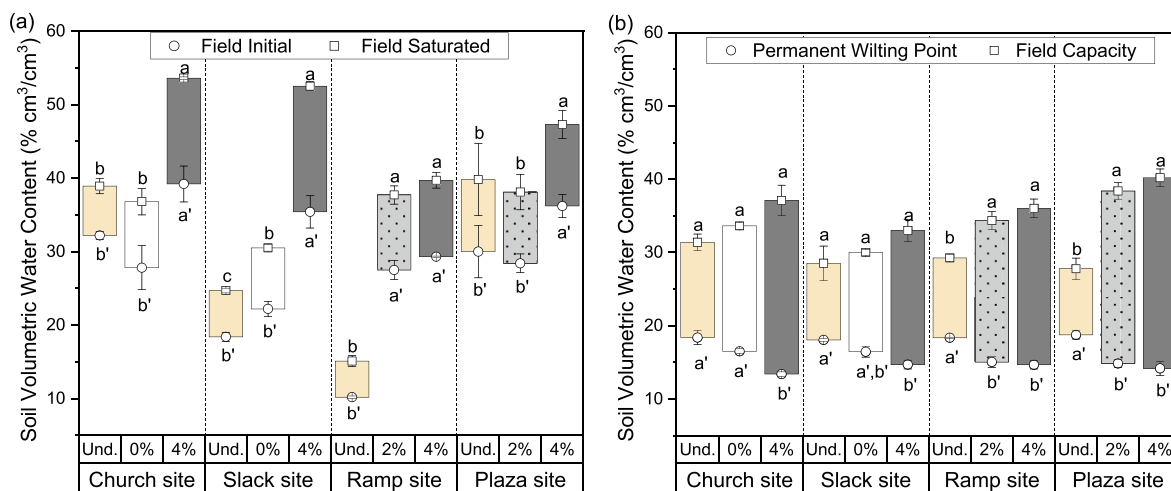 (a)
60
50
40
30
20
10
Soil Volumetric Water Content (% cm³/cm³)
Field Initial Field Saturated
b b a c b a b a a b b a
b' b' a' b' b' a' b' a' a' b' b' a'
Und. 0% 4% Und. 0% 4% Und. 2% 4% Und. 2% 4%
Church site Slack site Ramp site Plaza site
(b)
60
50
40
30
20
10
Soil Volumetric Water Content (% cm³/cm³)
Permanent Wilting Point Field Capacity
a a a a a a b a a b a a
a' a' b' a' a',b' b' a' b' b' a' b' b'
Und. 0% 4% Und. 0% 4% Und. 2% 4% Und. 2% 4%
Church site Slack site Ramp site Plaza site